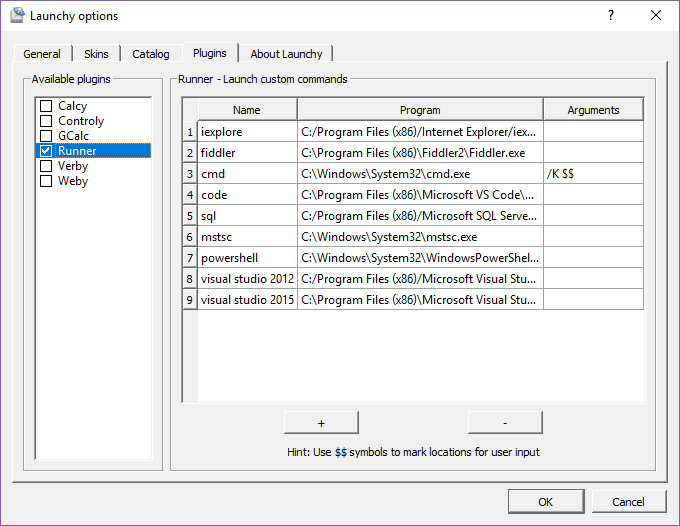 Launchy options
General Skins Catalog Plugins About Launchy
Available plugins
Calcy
Controly
GCalc
Runner
Verby
Weby
Runner - Launch custom commands
Name Program Arguments
1 iexplore C:/Program Files (x86)/Internet Explorer/iex...
2 fiddler C:\Program Files (x86)\Fiddler2\Fiddler.exe
3 cmd C:\Windows\System32\cmd.exe /K $$
4 code C:\Program Files (x86)\Microsoft VS Code\...
5 sql C:/Program Files (x86)/Microsoft SQL Serve...
6 mstsc C:\Windows\System32\mstsc.exe
7 powershell C:\Windows\System32\WindowsPowerShel...
8 visual studio 2012 C:/Program Files (x86)/Microsoft Visual Stu...
9 visual studio 2015 C:\Program Files (x86)\Microsoft Visual Stu...
+ -
Hint: Use $$ symbols to mark locations for user input
OK Cancel